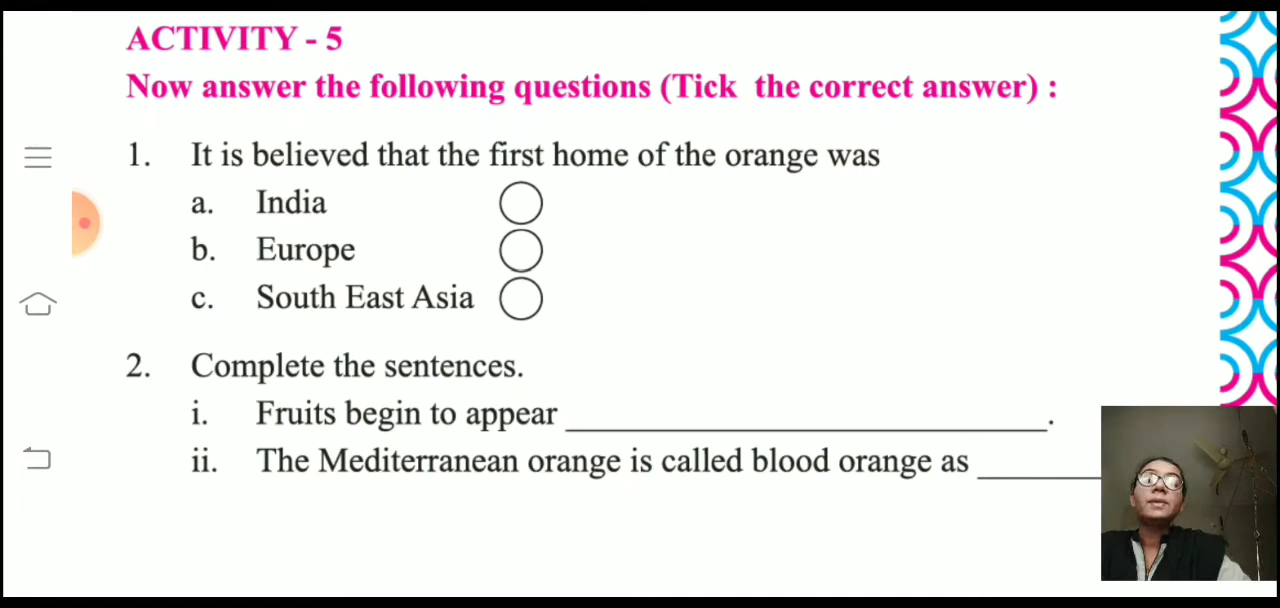 ACTIVITY - 5
Now answer the following questions (Tick the correct answer) :
1. It is believed that the first home of the orange was
a. India
b. Europe
c. South East Asia
2. Complete the sentences.
i. Fruits begin to appear ______________________________.
ii. The Mediterranean orange is called blood orange as ________